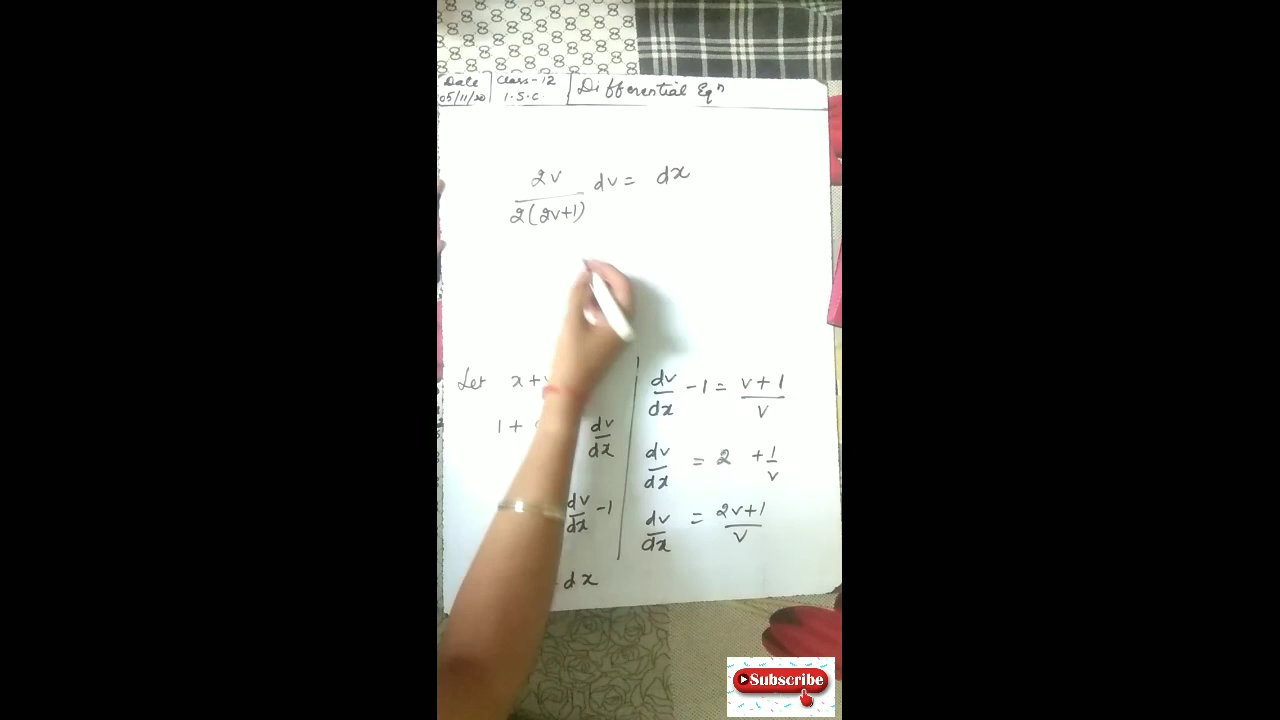 Date Class-12 Differential Eqⁿ
05/11/20 I.S.C.
2v
dv = dx
2(2v+1)
Let x+
1 + dv
dx
dv
dx -1
dx
dv
dx -1 = v+1
v
dv
dx = 2 + 1
v
dv
dx = 2v+1
v
Subscribe